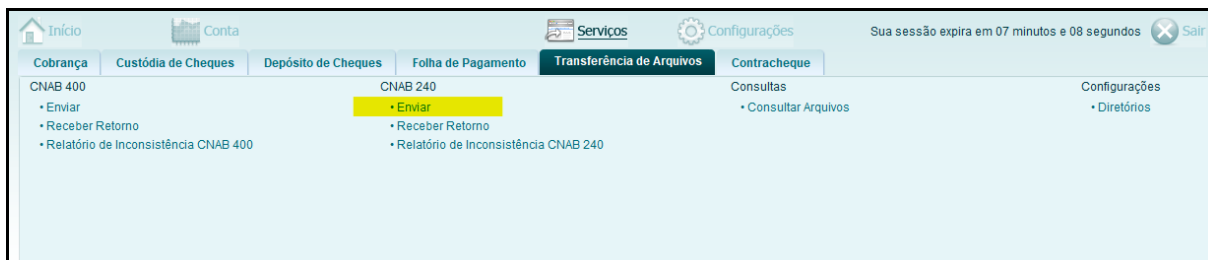 Início Conta Serviços Configurações Sua sessão expira em 07 minutos e 08 segundos Sair
Cobrança Custódia de Cheques Depósito de Cheques Folha de Pagamento Transferência de Arquivos Contracheque
CNAB 400 CNAB 240 Consultas Configurações
• Enviar • Enviar • Consultar Arquivos • Diretórios
• Receber Retorno • Receber Retorno
• Relatório de Inconsistência CNAB 400 • Relatório de Inconsistência CNAB 240